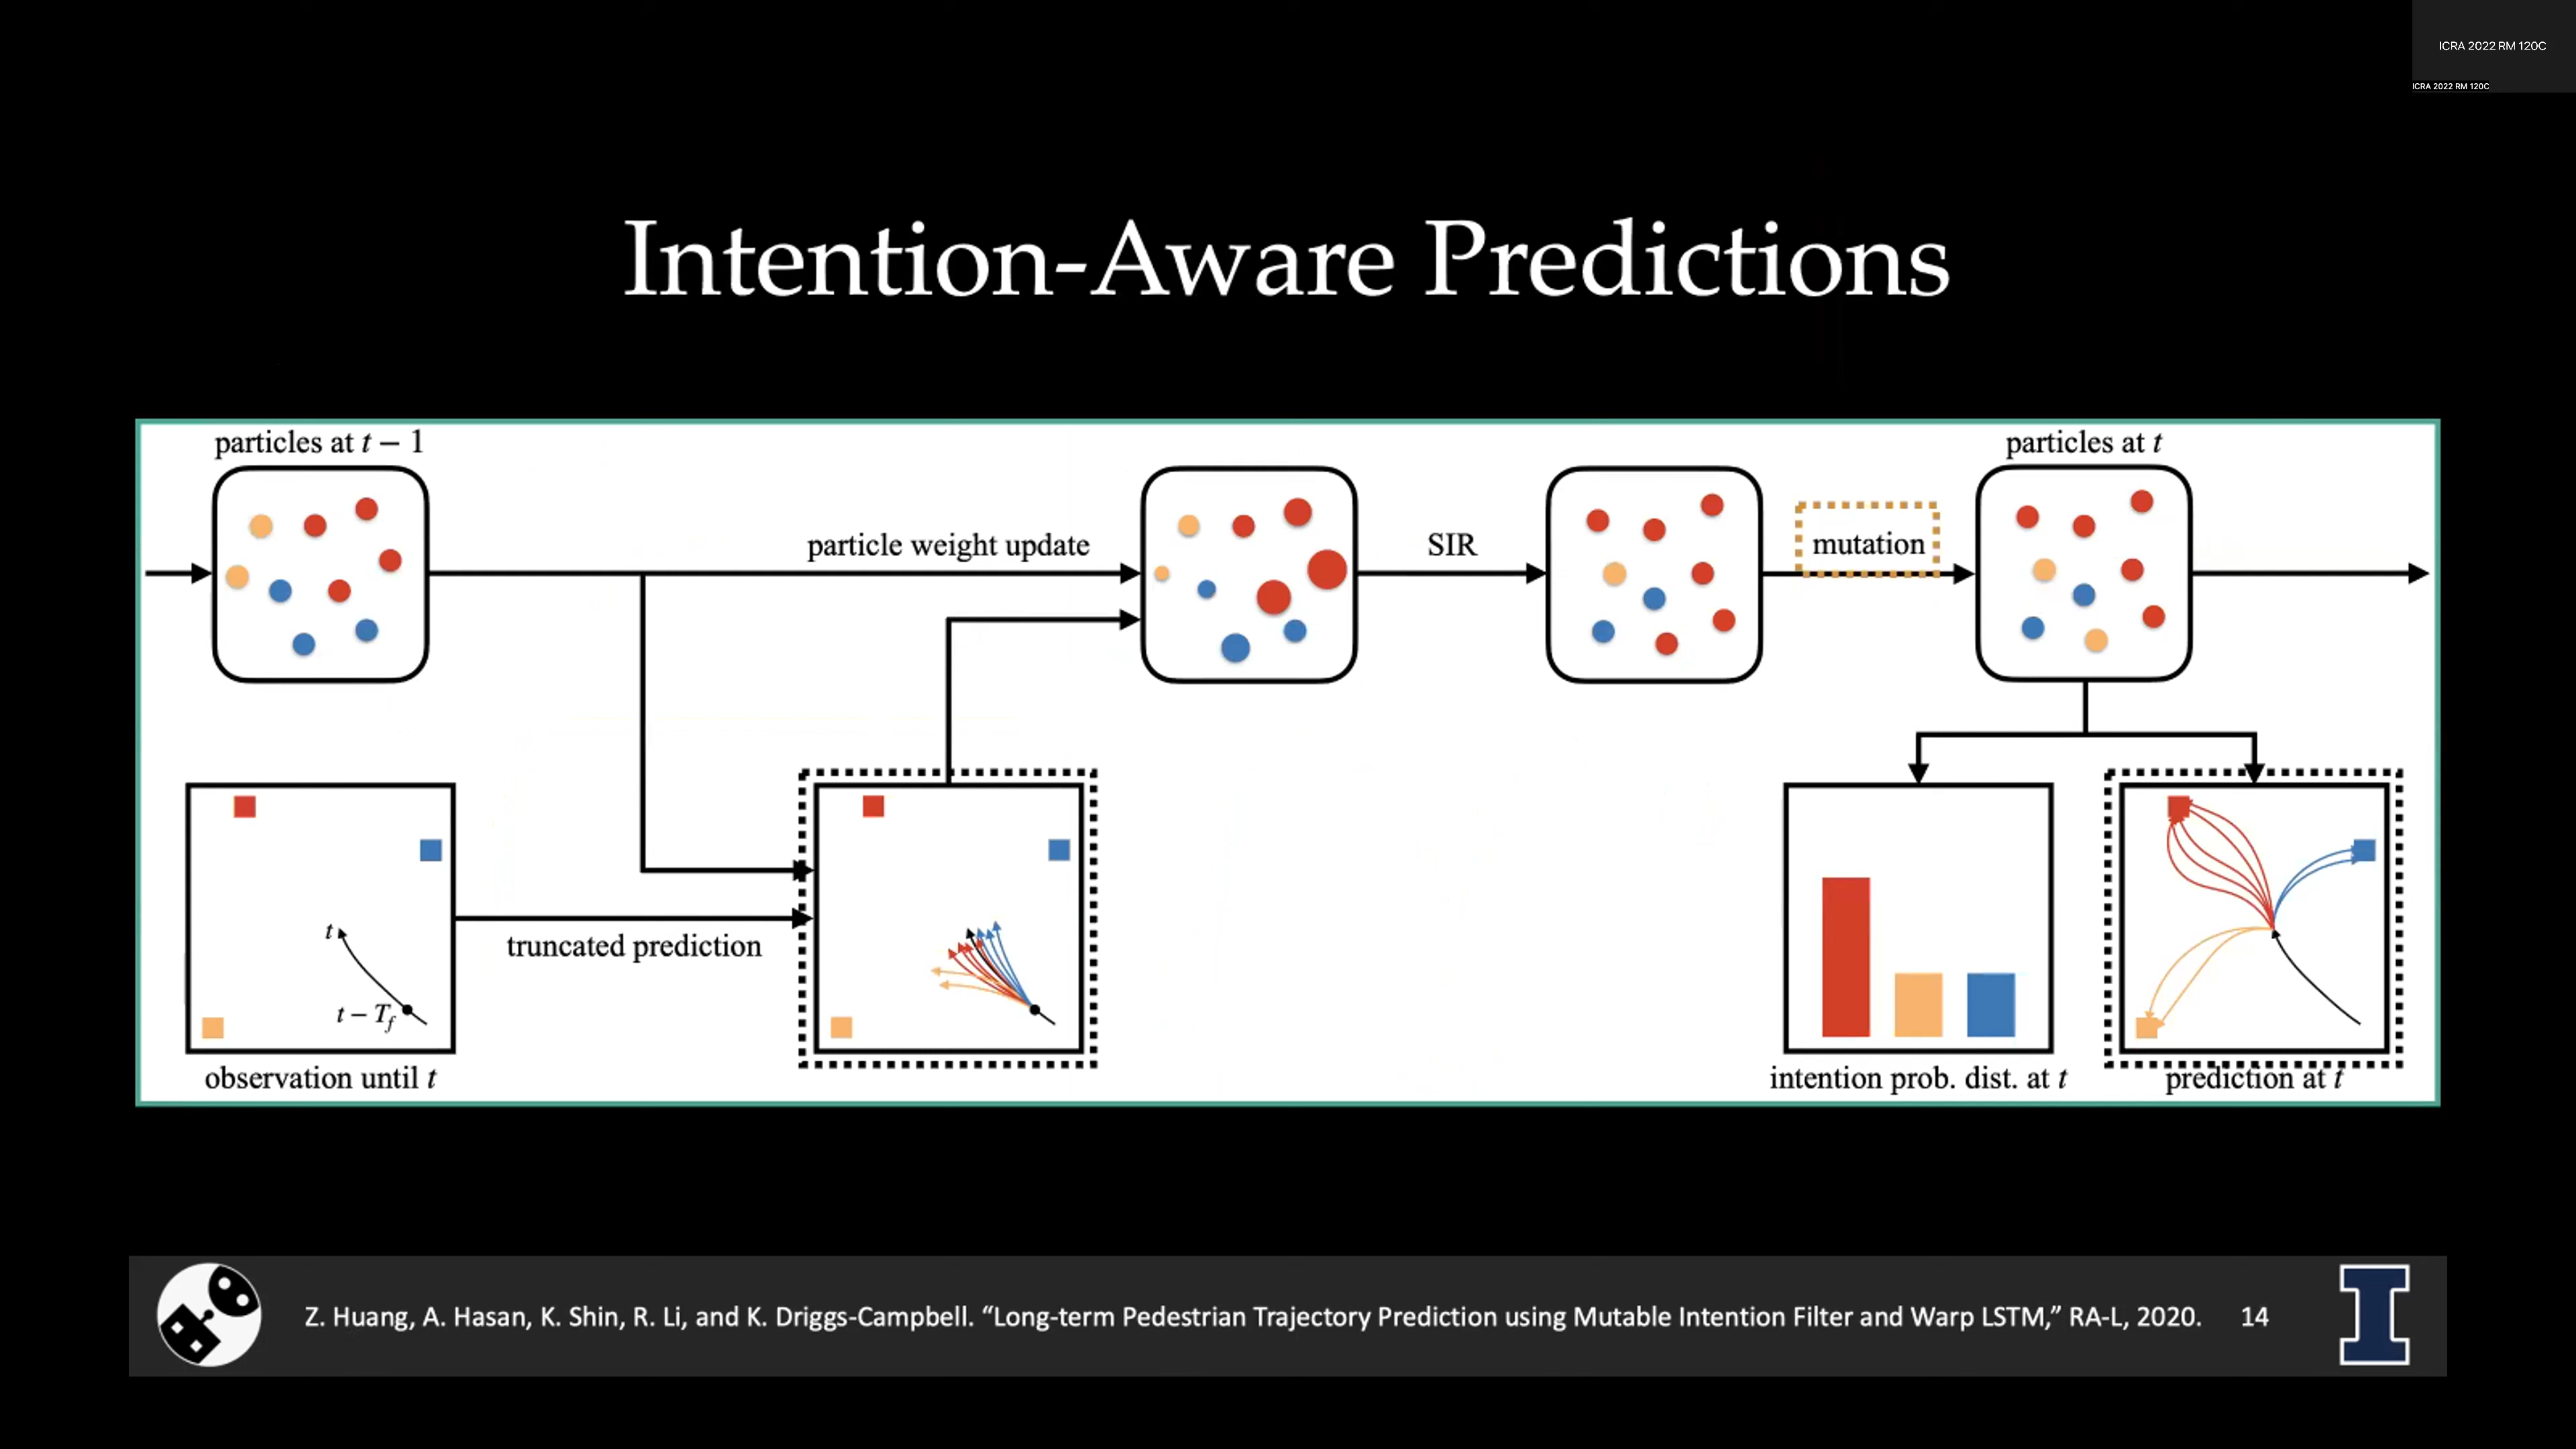 ICRA 2022 RM 120C
ICRA 2022 RM 120C
Intention-Aware Predictions
particles at t − 1
particles at t
particle weight update
SIR
mutation
truncated prediction
t
t − Tf
observation until t
intention prob. dist. at t
prediction at t
Z. Huang, A. Hasan, K. Shin, R. Li, and K. Driggs-Campbell. “Long-term Pedestrian Trajectory Prediction using Mutable Intention Filter and Warp LSTM,” RA-L, 2020.
14